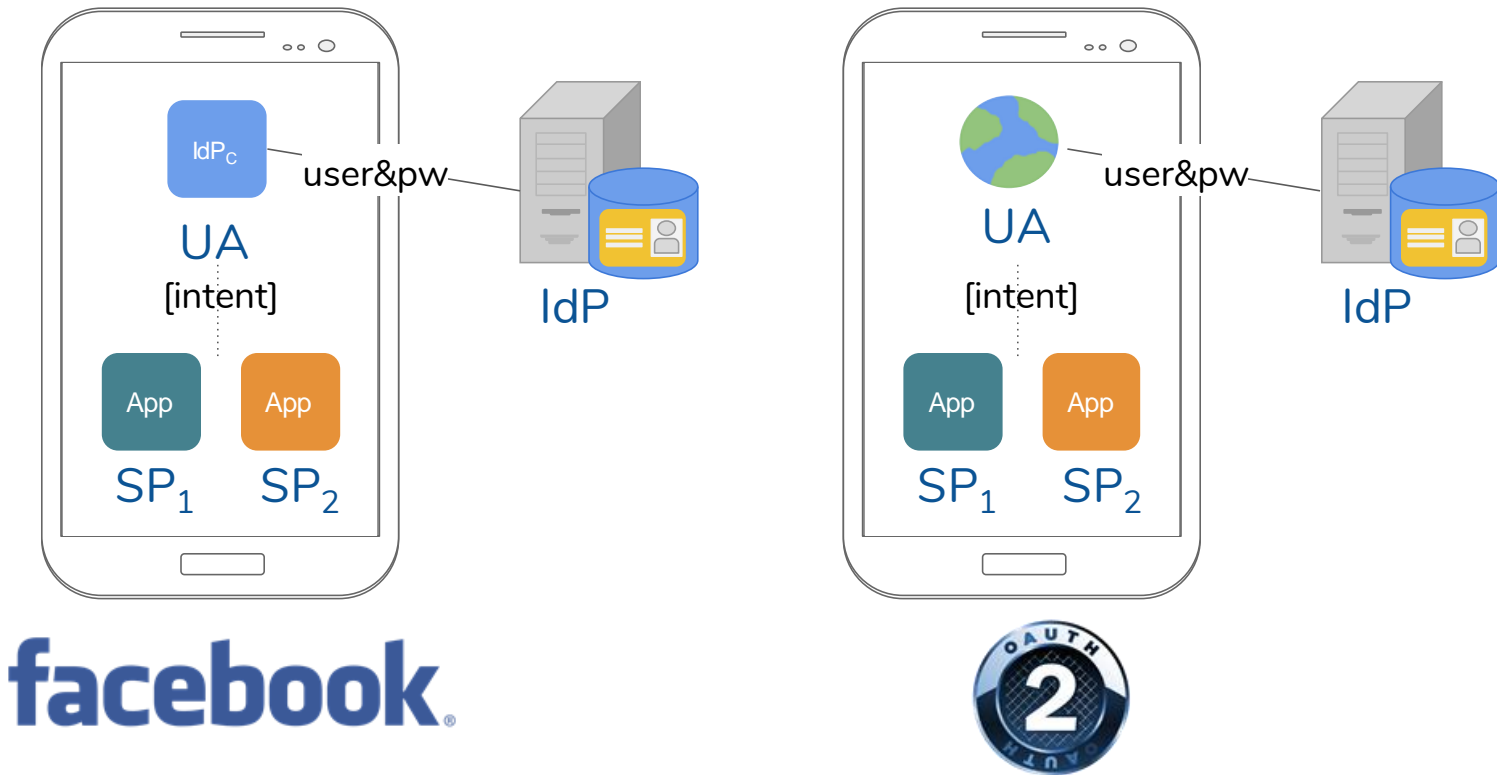 IdPC
user&pw
UA
[intent]
IdP
App
App
SP1
SP2
facebook®
user&pw
UA
[intent]
IdP
App
App
SP1
SP2
OAUTH
2
OAUTH